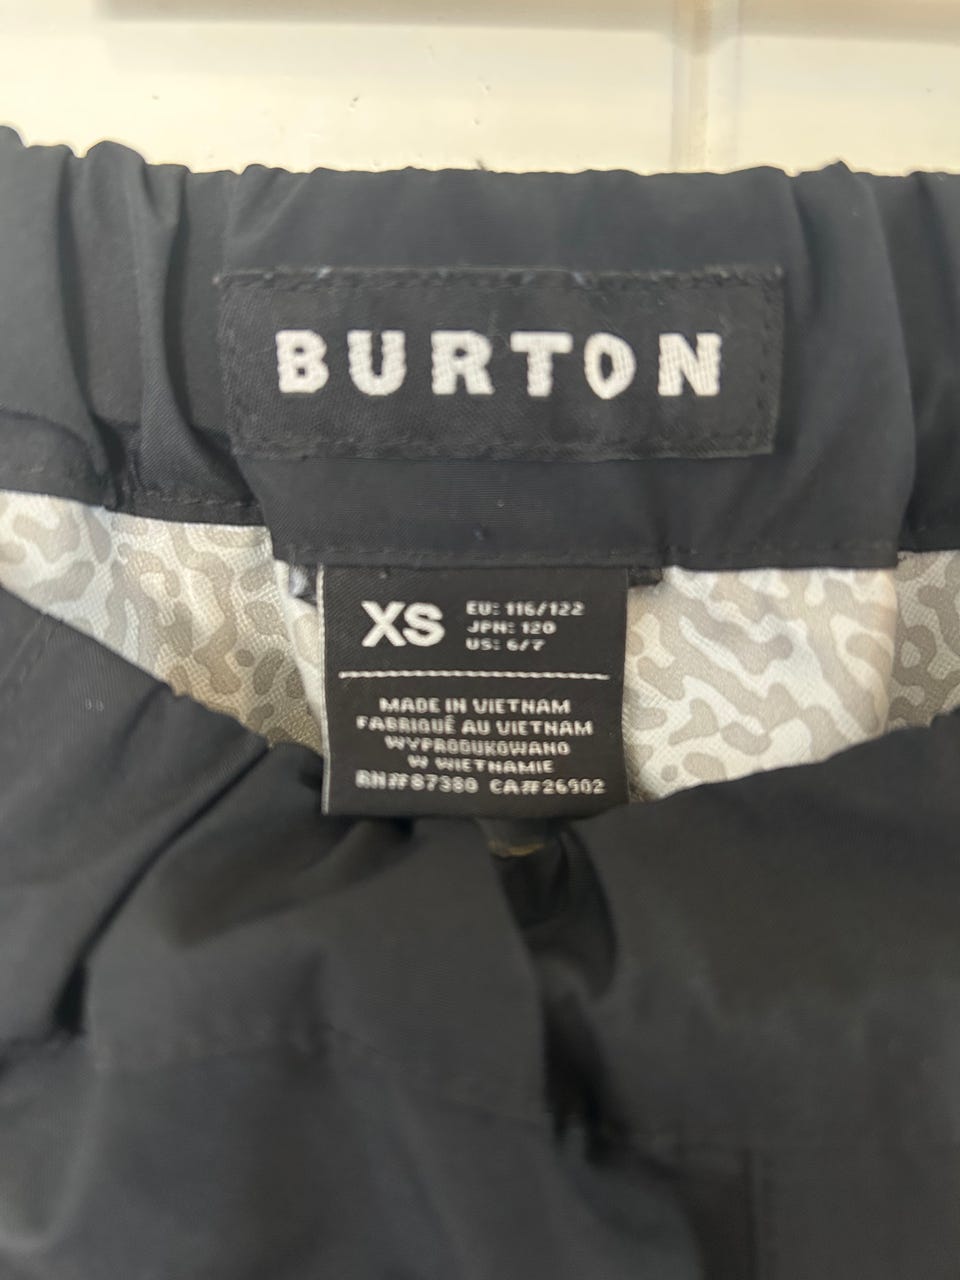 BURTON
XS
EU: 116/122
JPN: 120
US: 6/7
MADE IN VIETNAM
FABRIQUÉ AU VIETNAM
WYPRODUKOWANO
W WIETNAMIE
RN#87380 CA#26902